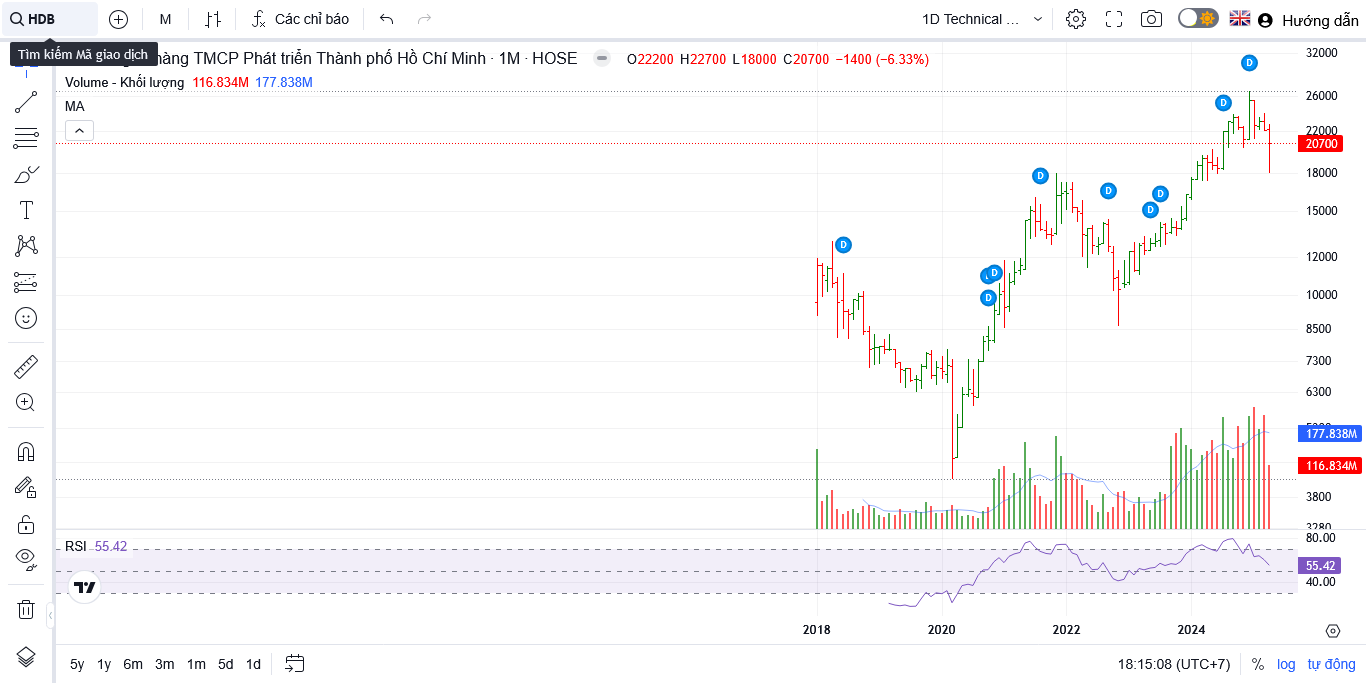 HDB M Các chỉ báo 1D Technical ... Hướng dẫn
Tìm kiếm Mã giao dịch
hàng TMCP Phát triển Thành phố Hồ Chí Minh · 1M · HOSE O22200 H22700 L18000 C20700 −1400 (−6.33%)
Volume - Khối lượng 116.834M 177.838M
MA
D
D
D
D
D
D
D
D
D
32000
26000
22000
20700
18000
15000
12000
10000
8500
7300
6300
177.838M
116.834M
3800
3280
RSI 55.42
80.00
55.42
40.00
2018 2020 2022 2024
5y 1y 6m 3m 1m 5d 1d 18:15:08 (UTC+7) % log tự động